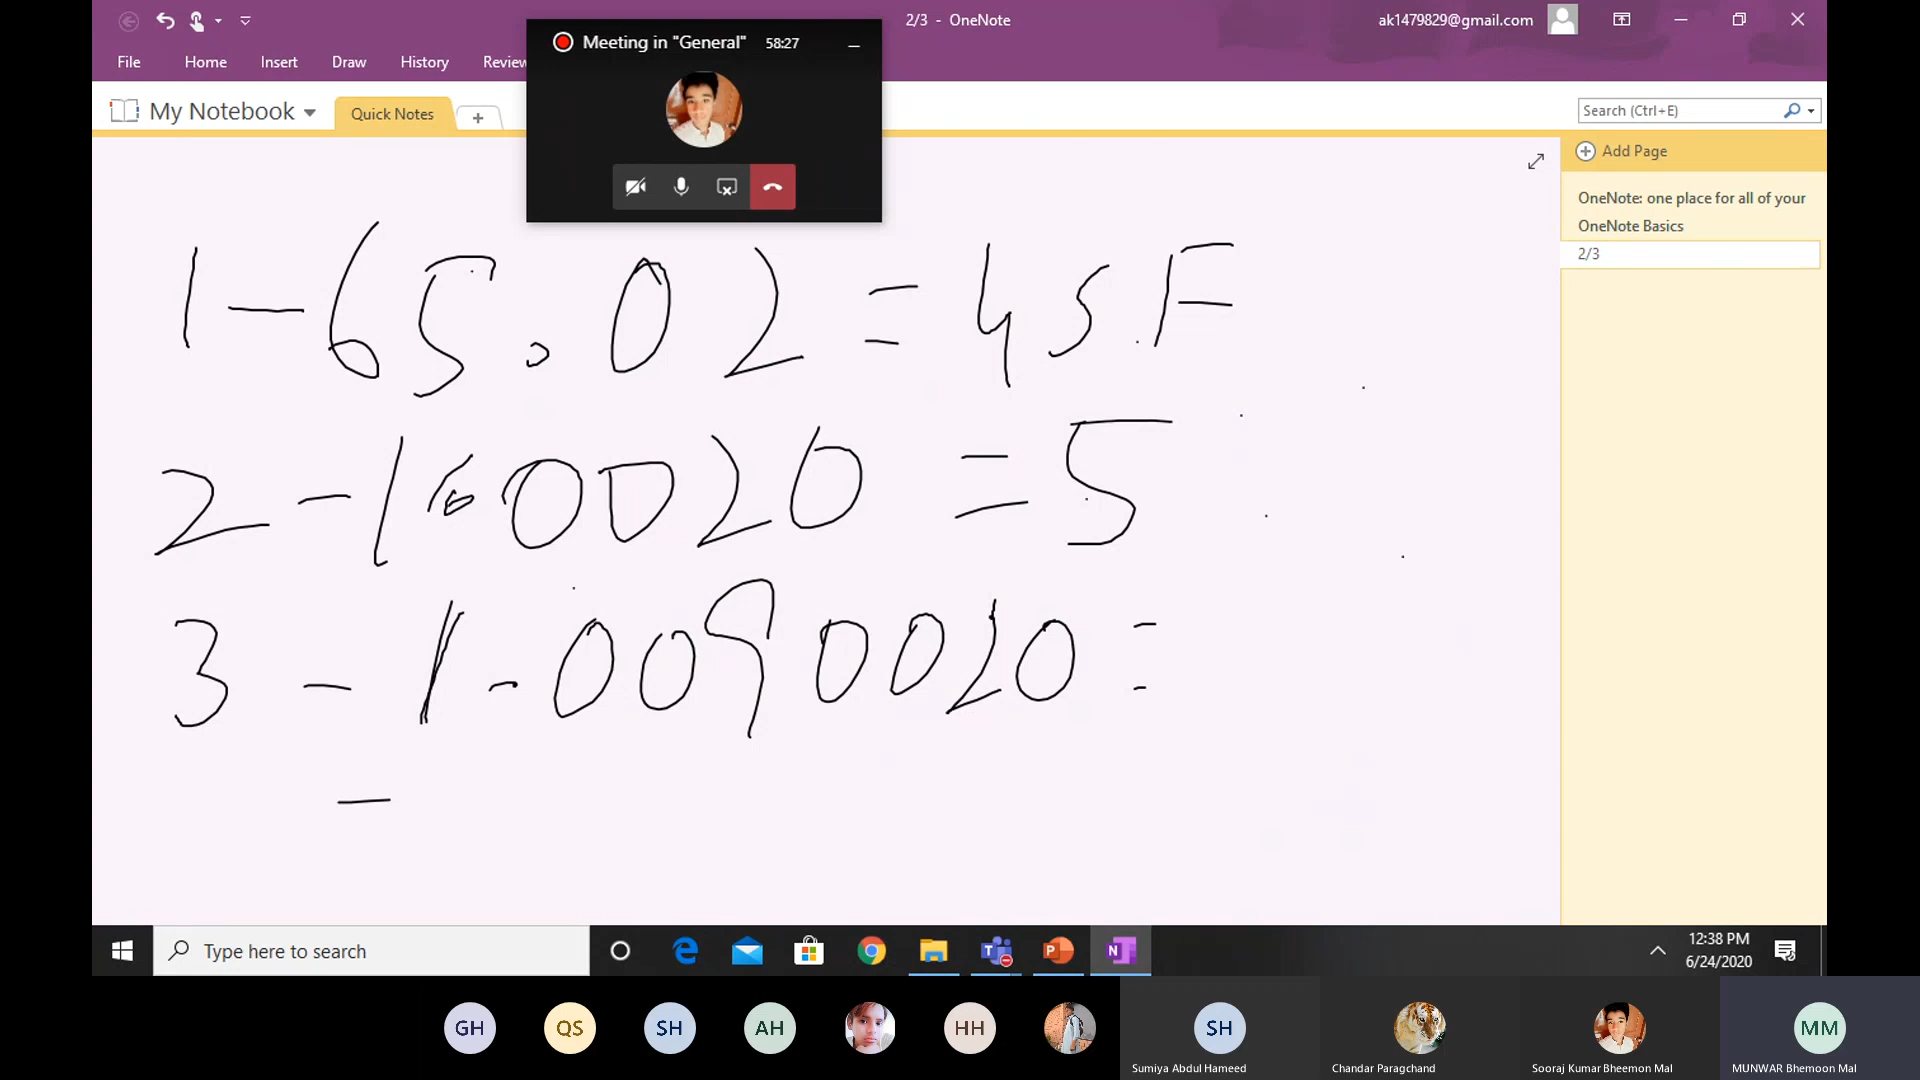 2/3 - OneNote
ak1479829@gmail.com
Meeting in "General" 58:27
File Home Insert Draw History
My Notebook
Quick Notes
Search (Ctrl+E)
Add Page
OneNote: one place for all of your
OneNote Basics
2/3
1 - 65.02 = 4 S.F
2 - 1.0020 = 5
3 - 1.0090020 =
-
Type here to search
12:38 PM
6/24/2020
GH QS SH AH HH SH MM
Sumiya Abdul Hameed
Chandar Paragchand
Sooraj Kumar Bheemon Mal
MUNWAR Bhemoon Mal